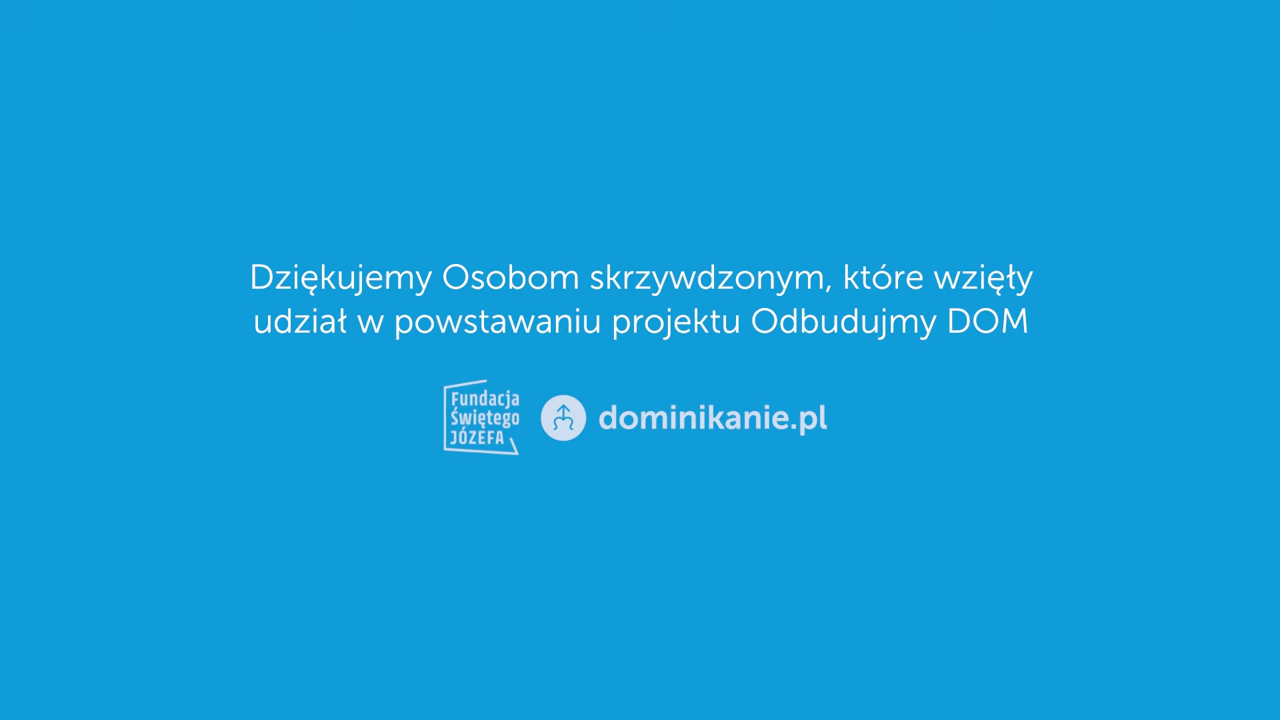 Dziękujemy Osobom skrzywdzonym, które wzięły
udział w powstawaniu projektu Odbudujmy DOM
Fundacja
Świętego
JÓZEFA
dominikanie.pl